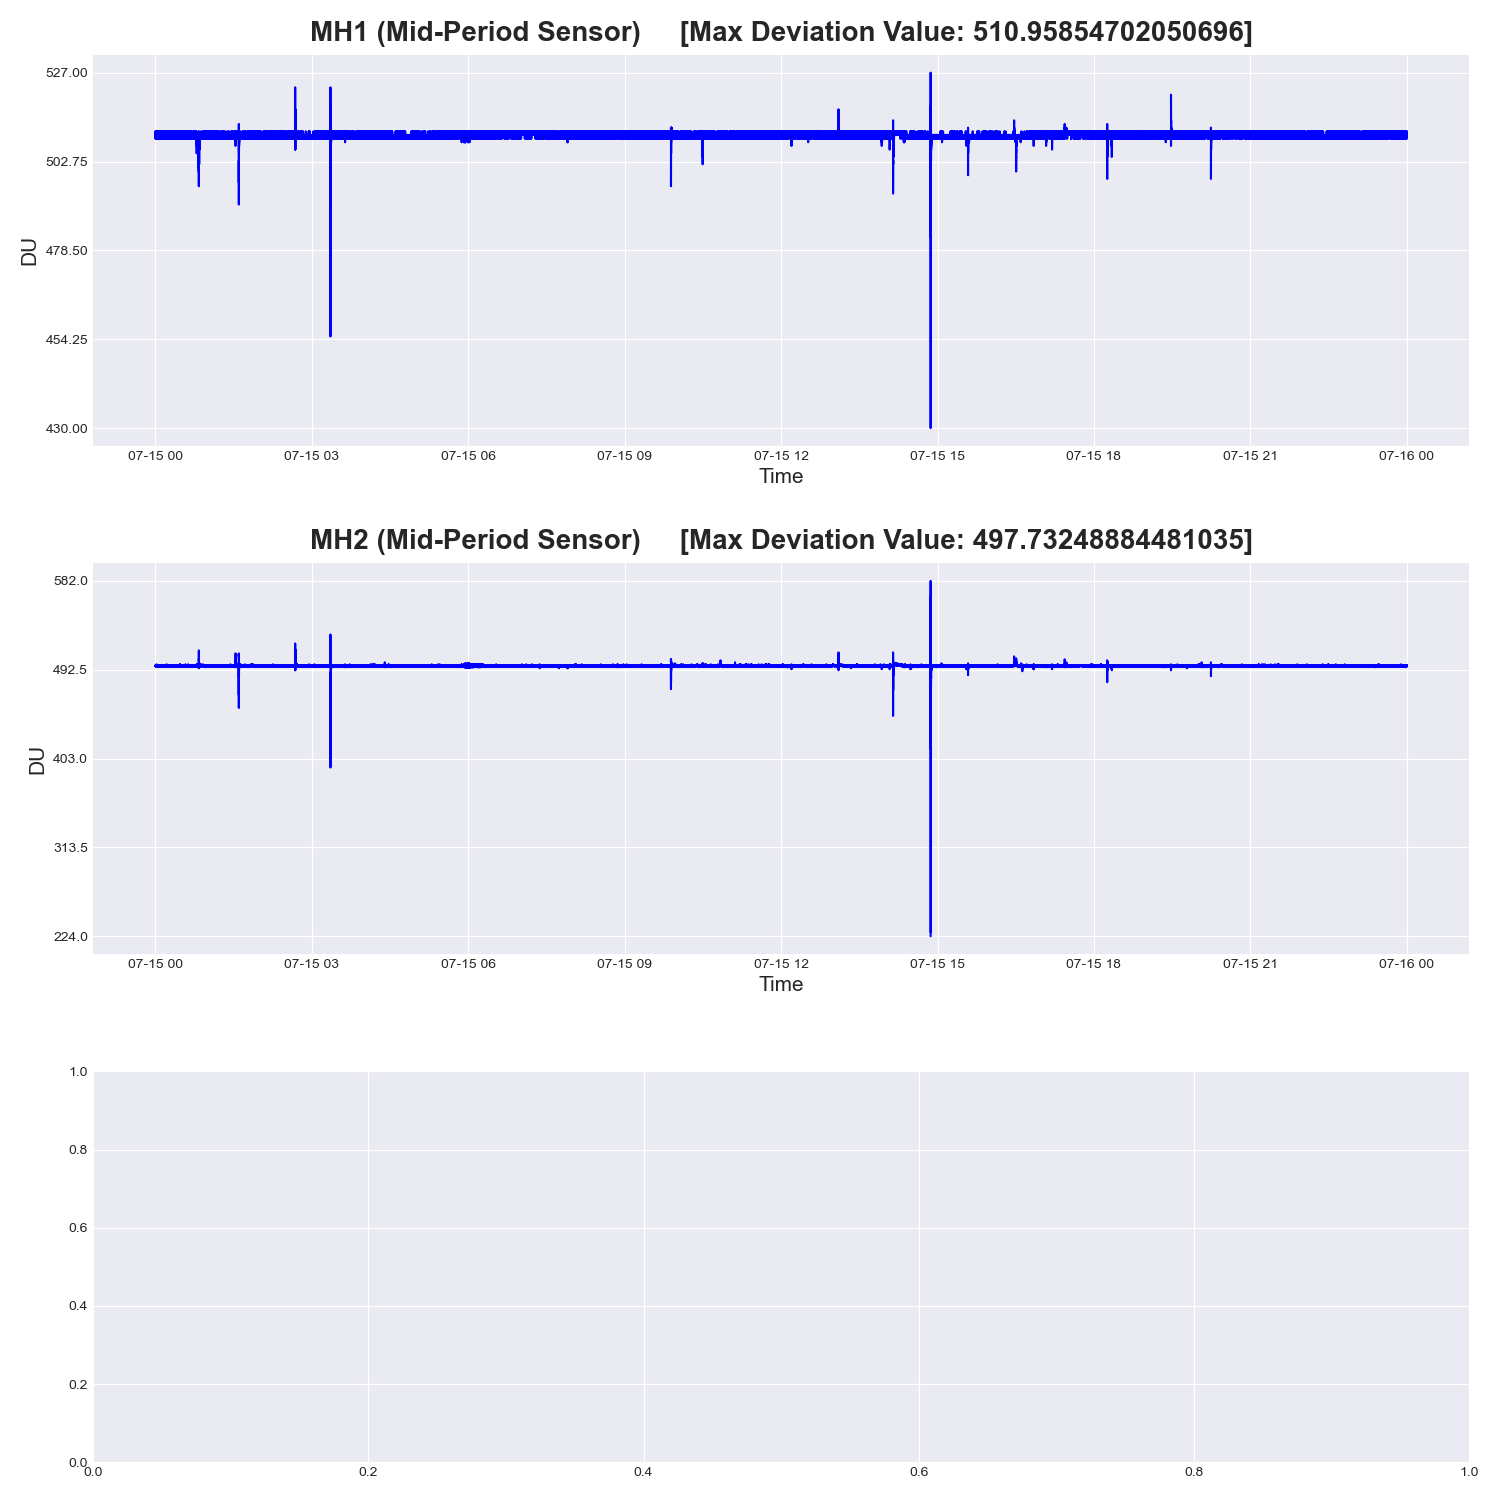 MH1 (Mid-Period Sensor) [Max Deviation Value: 510.95854702050696]
527.00
502.75
478.50
454.25
430.00
DU
07-15 00 07-15 03 07-15 06 07-15 09 07-15 12 07-15 15 07-15 18 07-15 21 07-16 00
Time
MH2 (Mid-Period Sensor) [Max Deviation Value: 497.73248884481035]
582.0
492.5
403.0
313.5
224.0
DU
07-15 00 07-15 03 07-15 06 07-15 09 07-15 12 07-15 15 07-15 18 07-15 21 07-16 00
Time
1.0
0.8
0.6
0.4
0.2
0.0
0.0 0.2 0.4 0.6 0.8 1.0